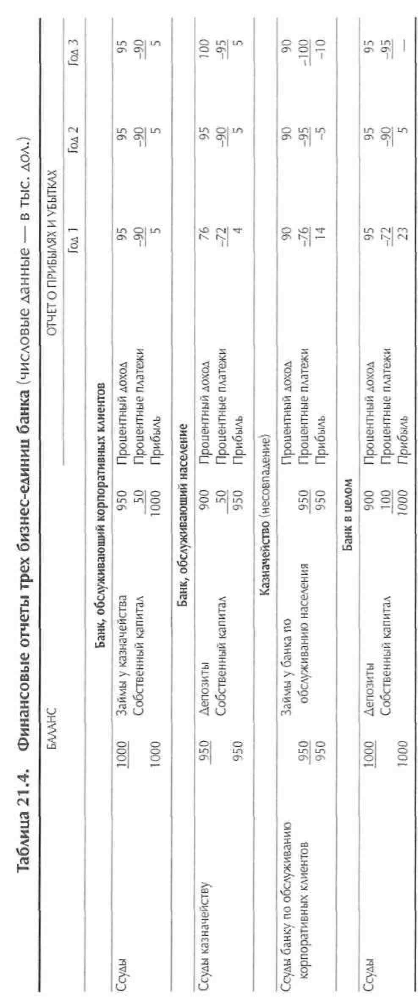 Таблица 21.4. Финансовые отчеты трех бизнес-единиц банка (числовые данные — в тыс. дол.)
БАЛАНС ОТЧЕТ О ПРИБЫЛЯХ И УБЫТКАХ
Год 1 Год 2 Год 3
Банк, обслуживающий корпоративных клиентов
Ссуды 1000 Займы у казначейства 950 Процентный доход 95 95 95
Собственный капитал 50 Процентные платежи –90 –90 –90
1000 1000 Прибыль 5 5 5
Банк, обслуживающий население
Ссуды казначейству 950 Депозиты 900 Процентный доход 76 95 100
Собственный капитал 50 Процентные платежи –72 –90 –95
950 950 Прибыль 4 5 5
Казначейство (несовпадение)
Ссуды банку по обслуживанию Займы у банка по Процентный доход 90 90 90
корпоративных клиентов 950 обслуживанию населения 950 Процентные платежи –76 –95 –100
950 950 Прибыль 14 –5 –10
Банк в целом
Ссуды 1000 Депозиты 900 Процентный доход 95 95 95
Собственный капитал 100 Процентные платежи –72 –90 –95
1000 1000 Прибыль 23 5 —